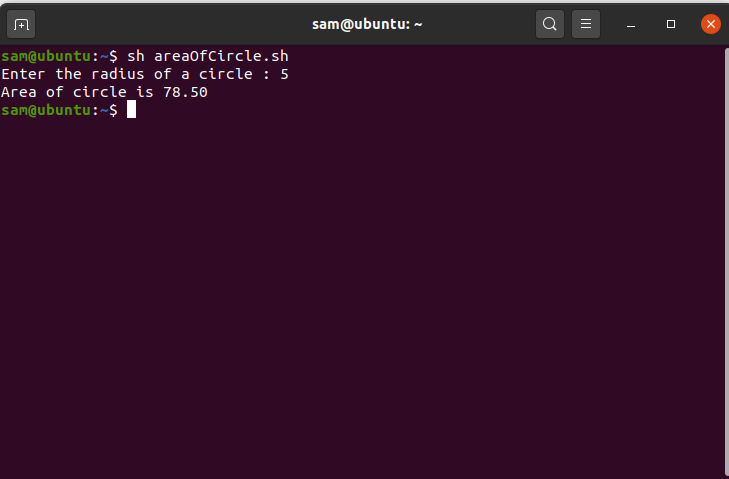 sam@ubuntu: ~
sam@ubuntu:~$ sh areaOfCircle.sh
Enter the radius of a circle : 5
Area of circle is 78.50
sam@ubuntu:~$